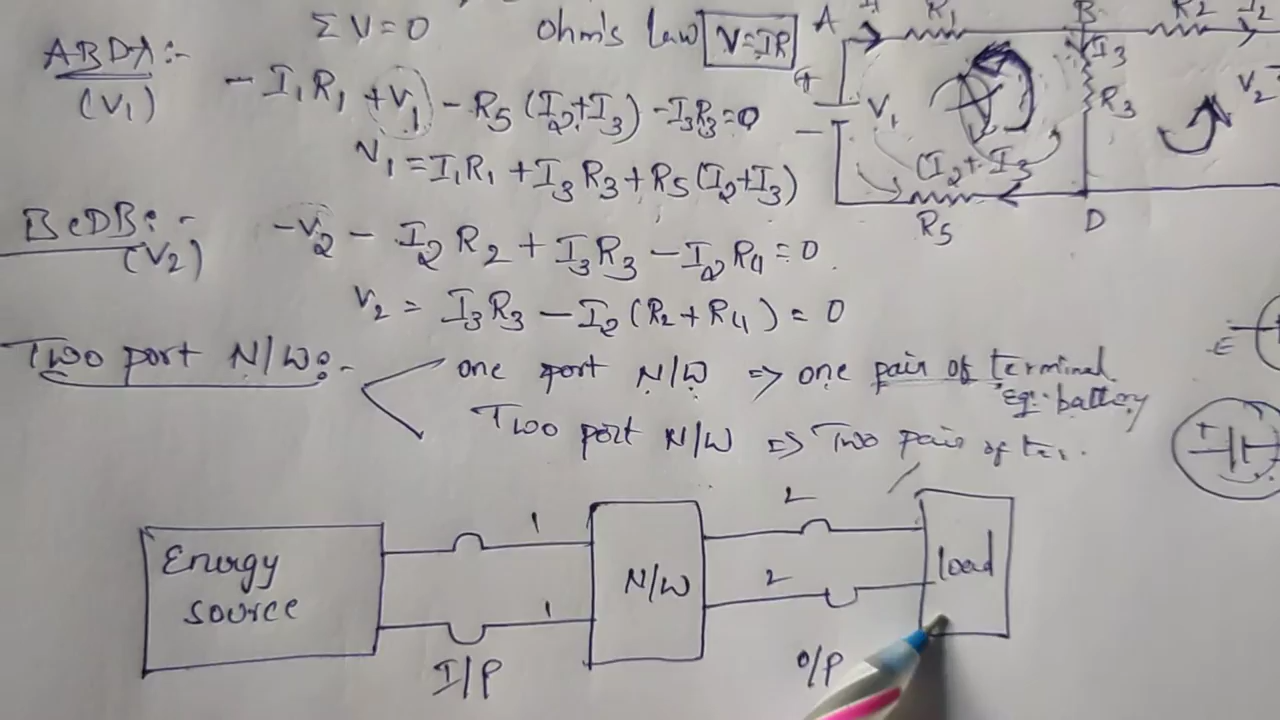 ΣV=0 ohm's law V=IR
ABDA:-
(V1)
-I1R1 +V1 -R5 (I2+I3) -I3R3=0
V1=I1R1 +I3R3+R5(I2+I3)
BCDB:-
(V2)
-V2 - I2R2 + I3R3 -I2R4=0
V2 = I3R3 -I2(R2+R4) = 0
A I1 R1 B R2 I2
I3
R3
+
-
V1
V2
(I2+I3
R5
D
Two port N/W:-
one port N/W => one pair of terminal
eg:-battery
Two port N/W => Two pair of ter.
E
+
Energy
source
1
1
I/P
N/W
2
2
O/P
load